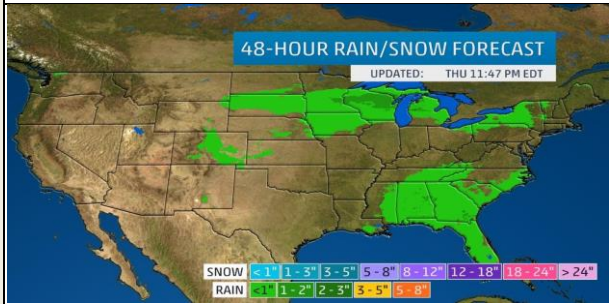 48-HOUR RAIN/SNOW FORECAST
UPDATED: THU 11:47 PM EDT
SNOW <1" 1 - 3" 3 - 5" 5 - 8" 8 - 12" 12 - 18" 18 - 24" > 24"
RAIN <1" 1 - 2" 2 - 3" 3 - 5" 5 - 8"